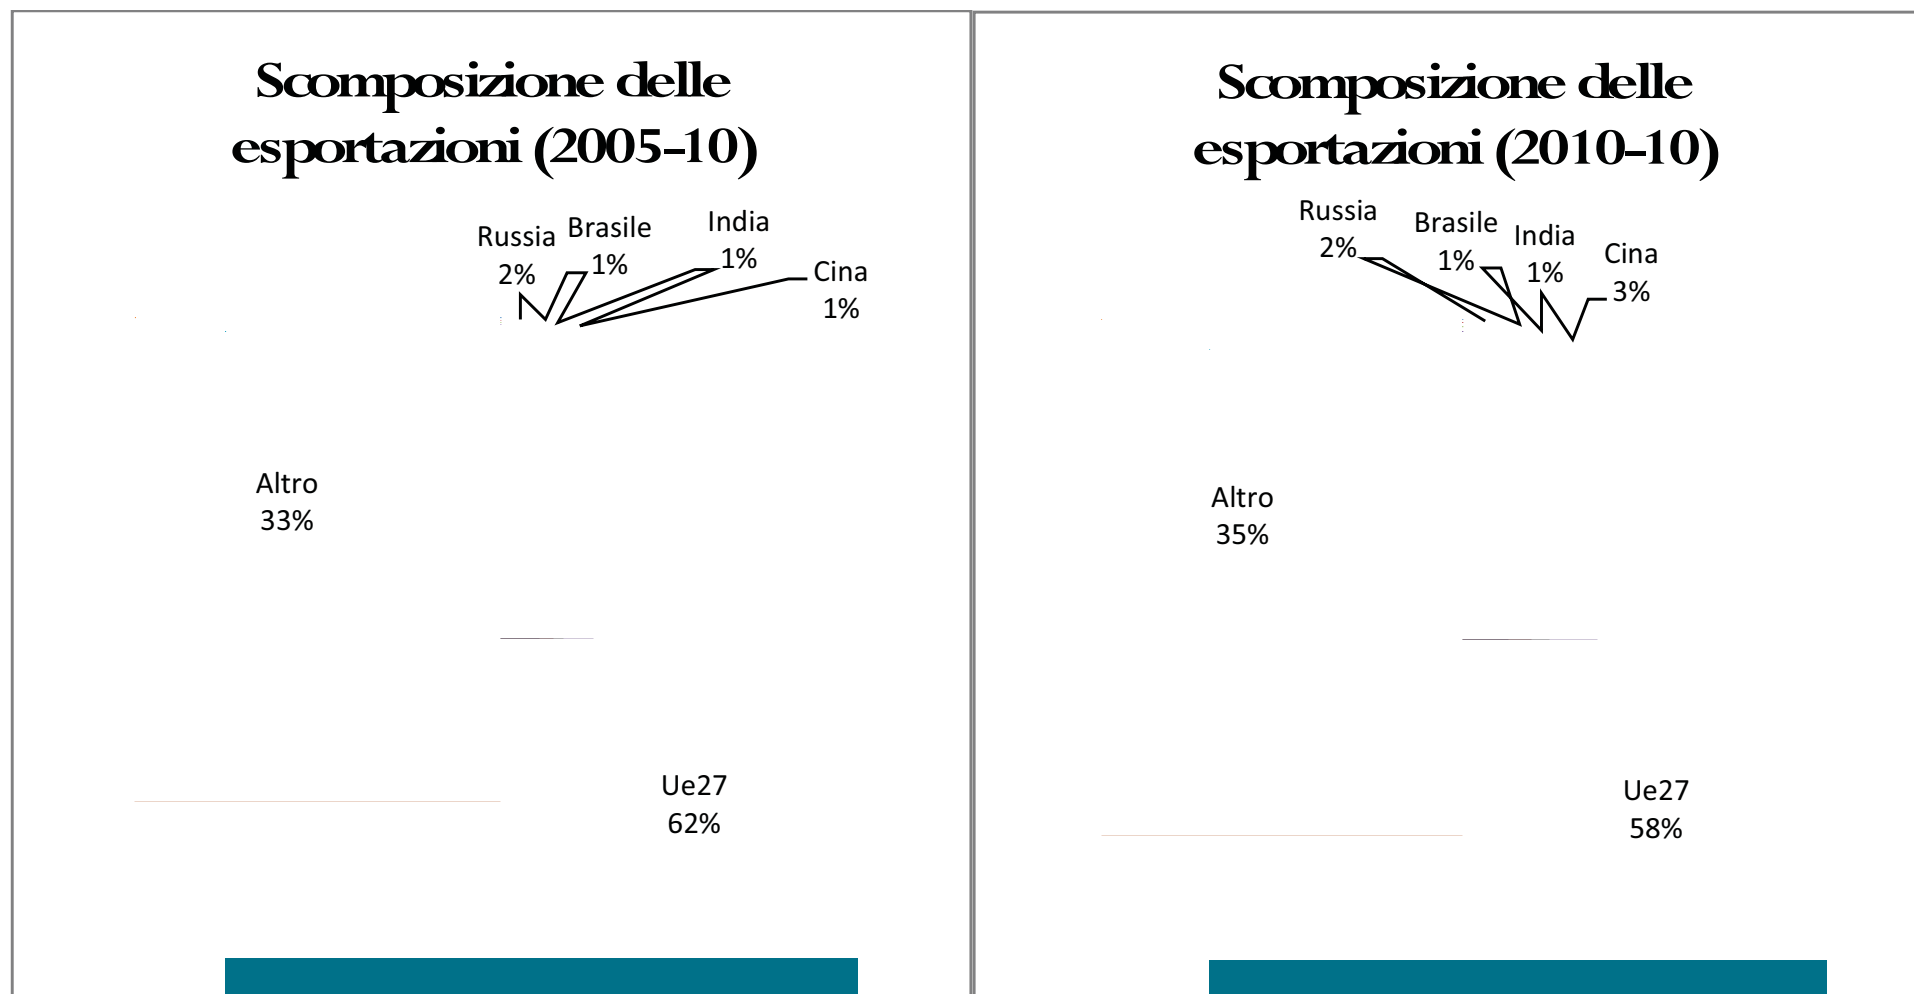 Scomposizione delle
esportazioni (2005-10)
Russia
2%
Brasile
1%
India
1%
Cina
1%
Altro
33%
Ue27
62%
Scomposizione delle
esportazioni (2010-10)
Russia
2%
Brasile
1%
India
1%
Cina
3%
Altro
35%
Ue27
58%